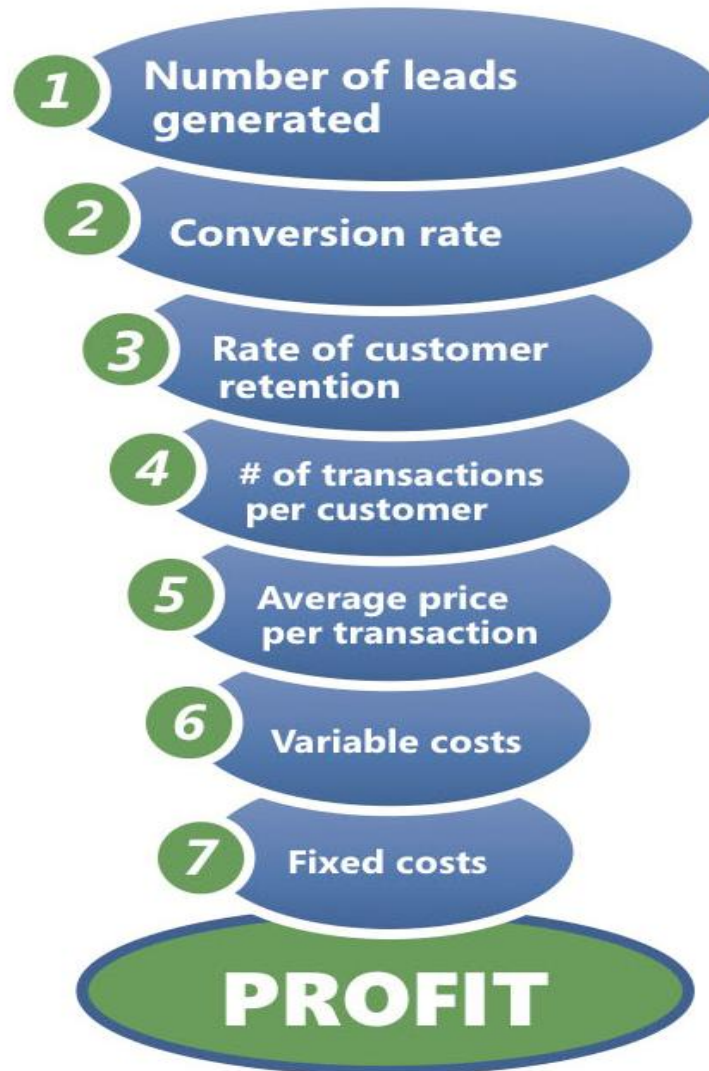 1
Number of leads
generated
2
Conversion rate
3
Rate of customer
retention
4
# of transactions
per customer
5
Average price
per transaction
6
Variable costs
7
Fixed costs
PROFIT